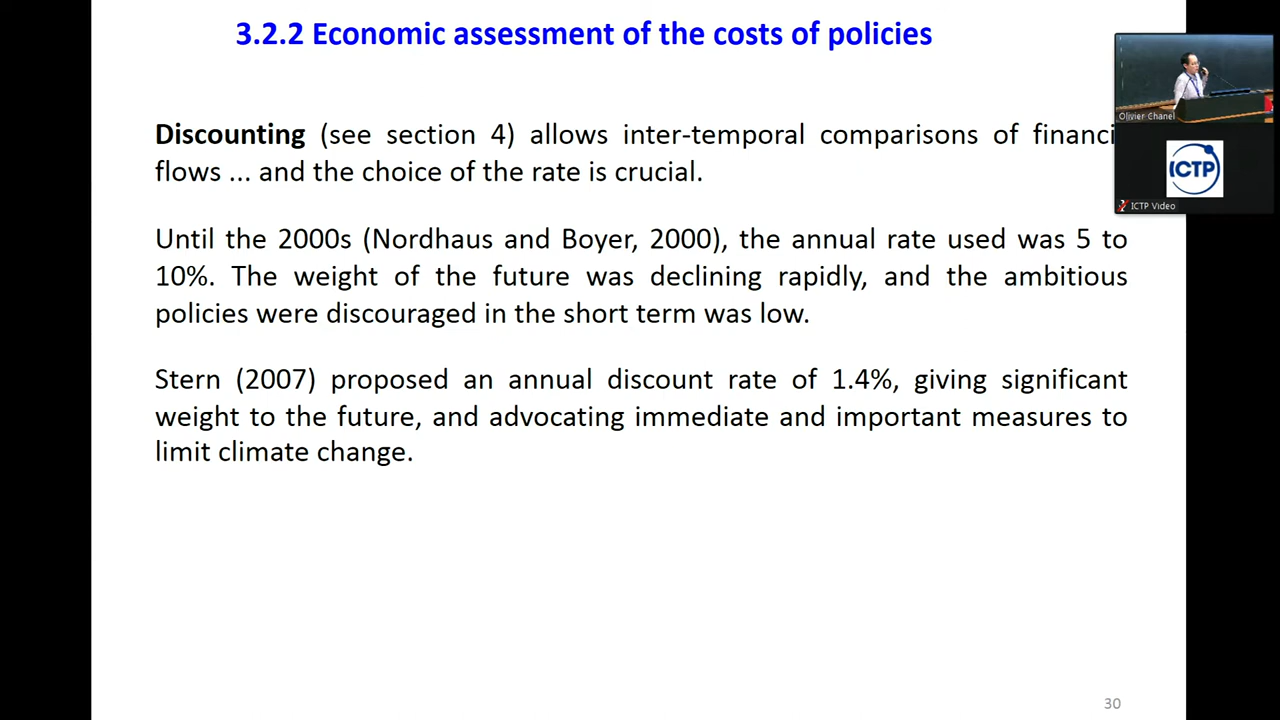 3.2.2 Economic assessment of the costs of policies
Discounting (see section 4) allows inter-temporal comparisons of financi
flows ... and the choice of the rate is crucial.
Until the 2000s (Nordhaus and Boyer, 2000), the annual rate used was 5 to
10%. The weight of the future was declining rapidly, and the ambitious
policies were discouraged in the short term was low.
Stern (2007) proposed an annual discount rate of 1.4%, giving significant
weight to the future, and advocating immediate and important measures to
limit climate change.
Olivier Chanel
ICTP
ICTP Video
30